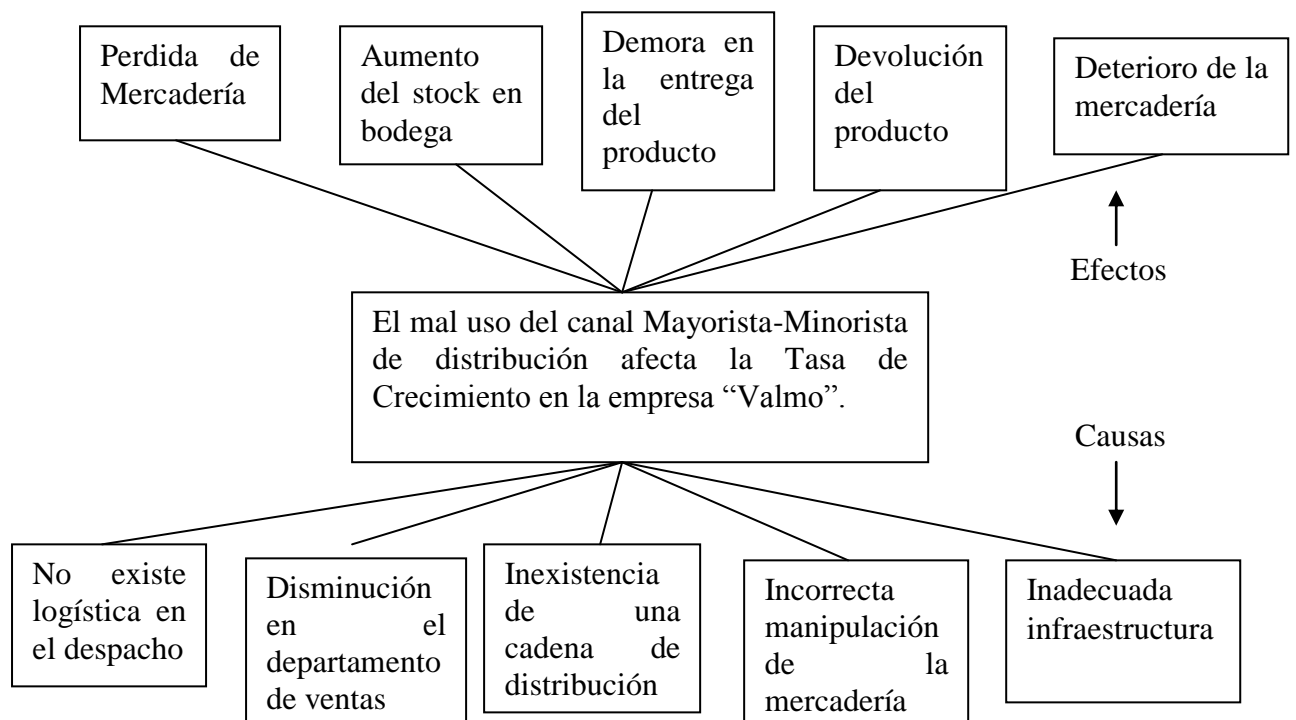 Perdida de
Mercadería
Aumento
del stock en
bodega
Demora en
la entrega
del
producto
Devolución
del
producto
Deterioro de la
mercadería
Efectos
El mal uso del canal Mayorista-Minorista
de distribución afecta la Tasa de
Crecimiento en la empresa “Valmo”.
Causas
No existe
logística en
el despacho
Disminución
en el
departamento
de ventas
Inexistencia
de una
cadena de
distribución
Incorrecta
manipulación
de la
mercadería
Inadecuada
infraestructura